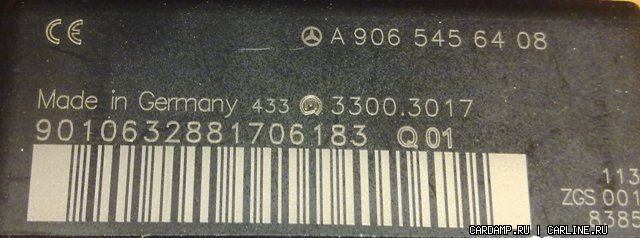 CE A 906 545 64 08
Made in Germany 433 3300.3017
9010632881706183 Q01
113
ZGS 001
8385
CARDAMP.RU | CARLINE.RU